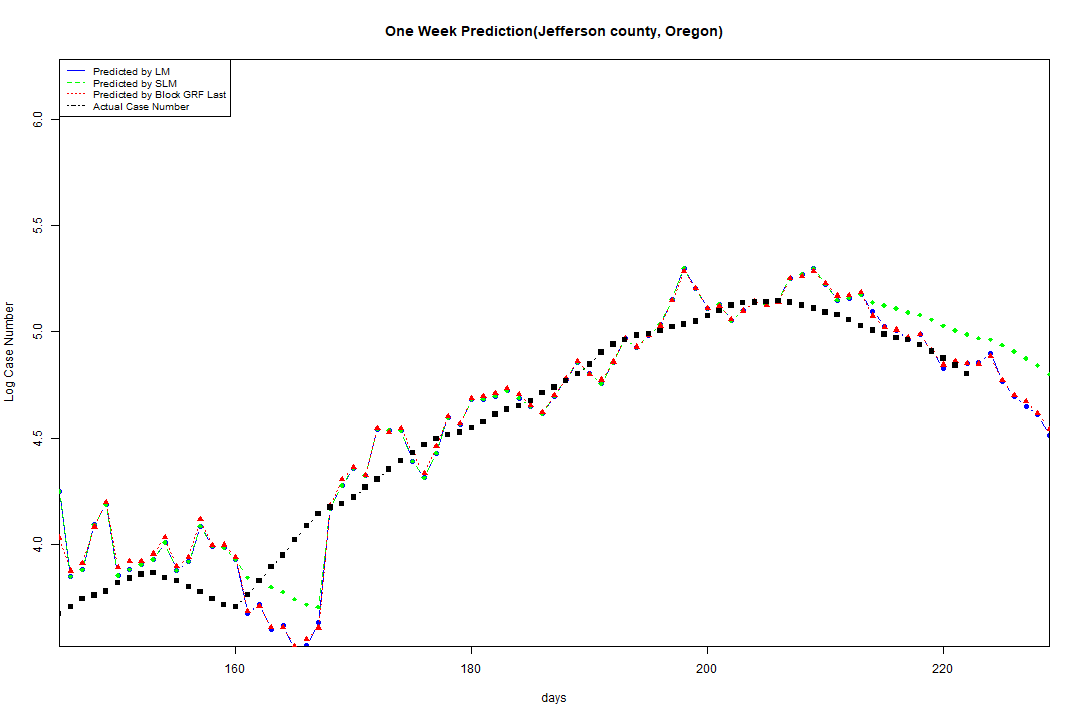 One Week Prediction(Jefferson county, Oregon)
Predicted by LM
Predicted by SLM
Predicted by Block GRF Last
Actual Case Number
6.0
5.5
5.0
4.5
4.0
Log Case Number
160
180
200
220
days